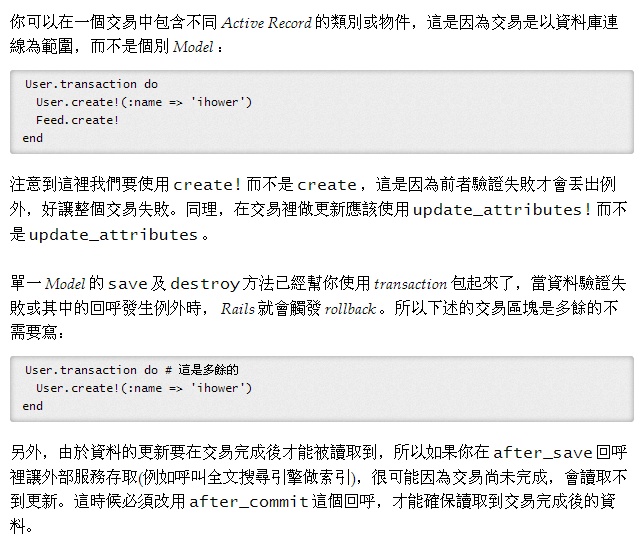 你可以在一個交易中包含不同 Active Record 的類別或物件，這是因為交易是以資料庫連
線為範圍，而不是個別 Model：
User.transaction do
  User.create!(:name => 'ihower')
  Feed.create!
end
注意到這裡我們要使用 create! 而不是 create，這是因為前者驗證失敗才會丟出例
外，好讓整個交易失敗。同理，在交易裡做更新應該使用 update_attributes! 而不
是 update_attributes。
單一 Model 的 save 及 destroy 方法已經幫你使用 transaction 包起來了，當資料驗證失
敗或其中的回呼發生例外時， Rails 就會觸發 rollback。所以下述的交易區塊是多餘的不
需要寫：
User.transaction do # 這是多餘的
  User.create!(:name => 'ihower')
end
另外，由於資料的更新要在交易完成後才能被讀取到，所以如果你在 after_save 回呼
裡讓外部服務存取(例如呼叫全文搜尋引擎做索引)，很可能因為交易尚未完成，會讀取不
到更新。這時候必須改用 after_commit 這個回呼，才能確保讀取到交易完成後的資
料。